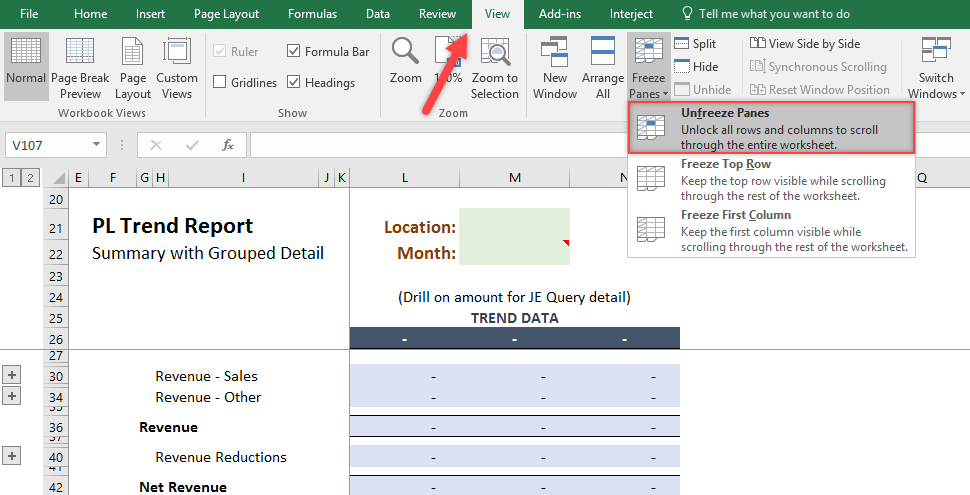 File Home Insert Page Layout Formulas Data Review View Add-ins Interject Tell me what you want to do
Normal Page Break Preview Page Layout Custom Views
Workbook Views
Ruler Formula Bar
Gridlines Headings
Show
Zoom 100% Zoom to Selection
Zoom
New Window Arrange All Freeze Panes
Split View Side by Side
Hide Synchronous Scrolling
Unhide Reset Window Position
Switch Windows
Unfreeze Panes
Unlock all rows and columns to scroll
through the entire worksheet.
Freeze Top Row
Keep the top row visible while scrolling
through the rest of the worksheet.
Freeze First Column
Keep the first column visible while
scrolling through the rest of the worksheet.
V107 fx
1 2 E F G H I J K L M N Q
20
21 PL Trend Report Location:
22 Summary with Grouped Detail Month:
23
24 (Drill on amount for JE Query detail)
25 TREND DATA
26 - - -
27
30 Revenue - Sales - - -
34 Revenue - Other - - -
35
36 Revenue - - -
37
40 Revenue Reductions - - -
41
42 Net Revenue - - -